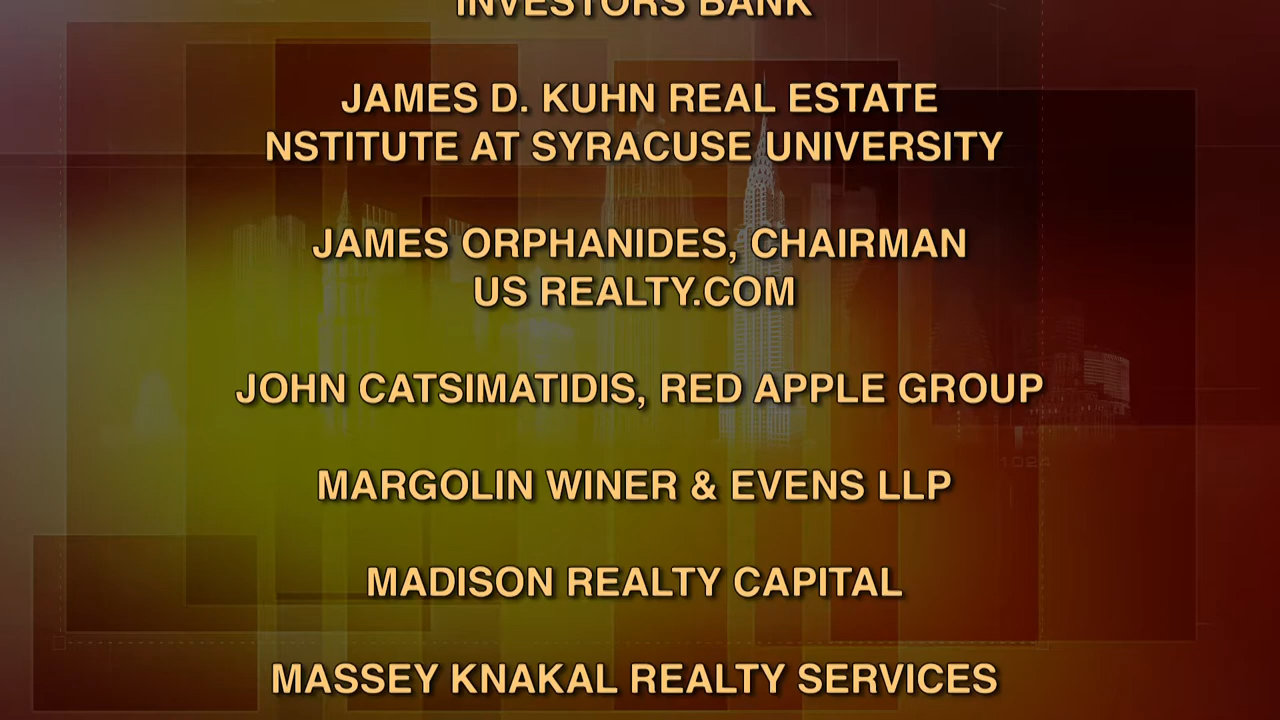 INVESTORS BANK
JAMES D. KUHN REAL ESTATE
NSTITUTE AT SYRACUSE UNIVERSITY
JAMES ORPHANIDES, CHAIRMAN
US REALTY.COM
JOHN CATSIMATIDIS, RED APPLE GROUP
1024
MARGOLIN WINER & EVENS LLP
MADISON REALTY CAPITAL
MASSEY KNAKAL REALTY SERVICES